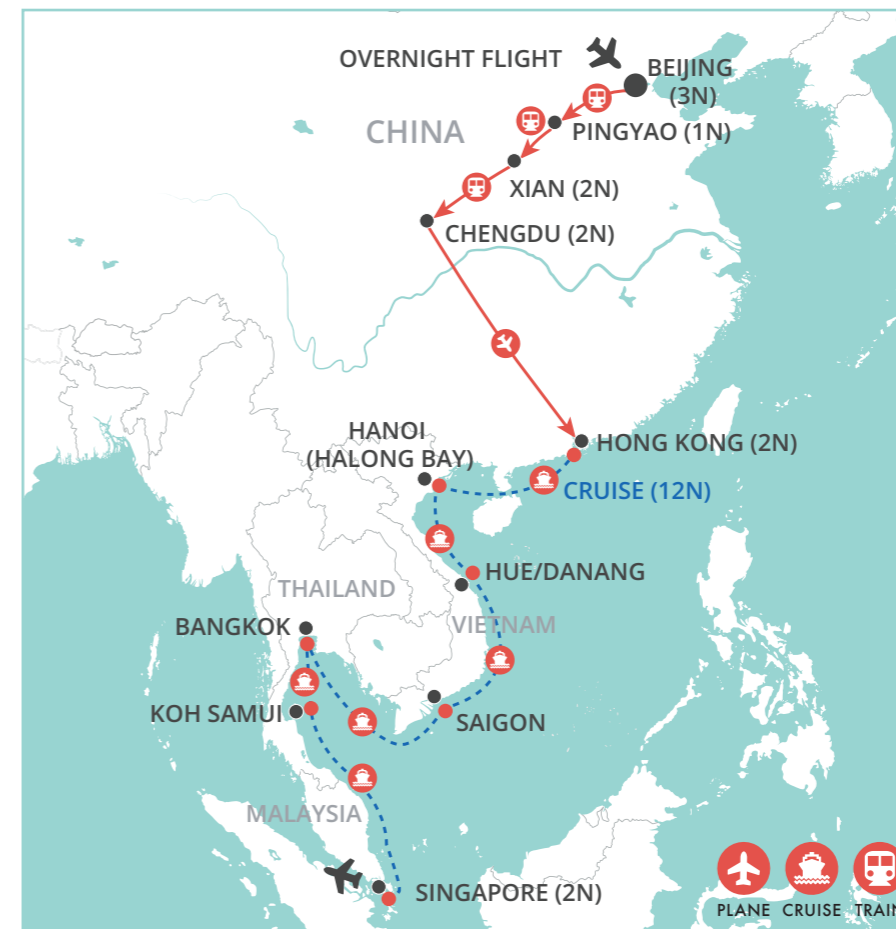 OVERNIGHT FLIGHT
BEIJING
(3N)
CHINA
PINGYAO (1N)
XIAN (2N)
CHENGDU (2N)
HANOI
(HALONG BAY)
HONG KONG (2N)
CRUISE (12N)
HUE/DANANG
THAILAND
BANGKOK
VIETNAM
KOH SAMUI
SAIGON
MALAYSIA
SINGAPORE (2N)
PLANE CRUISE TRAIN